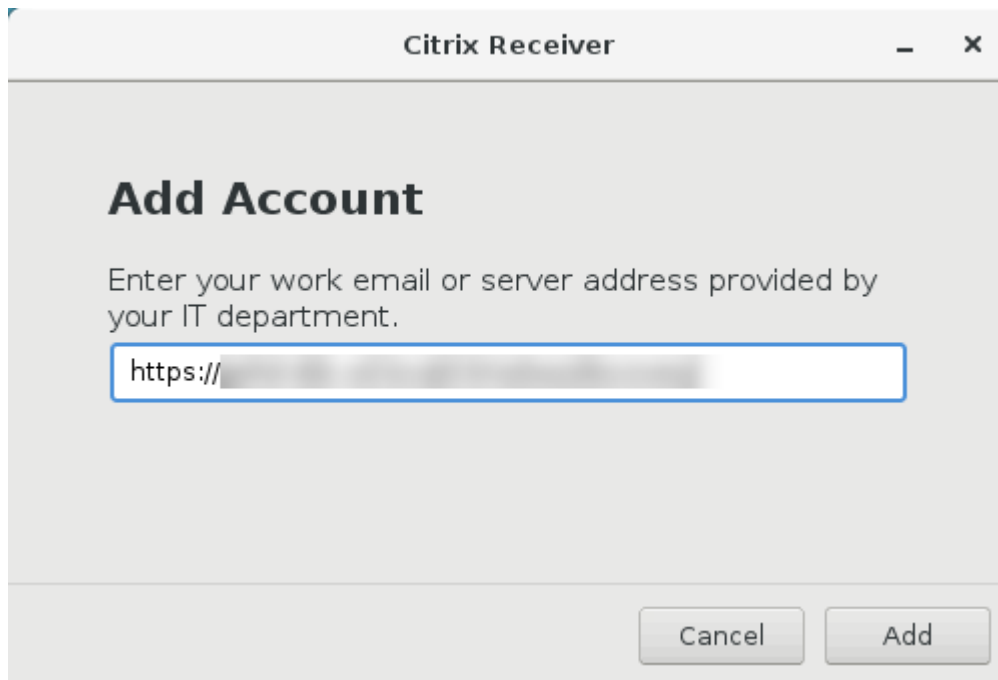 Citrix Receiver
Add Account
Enter your work email or server address provided by
your IT department.
https://
Cancel
Add